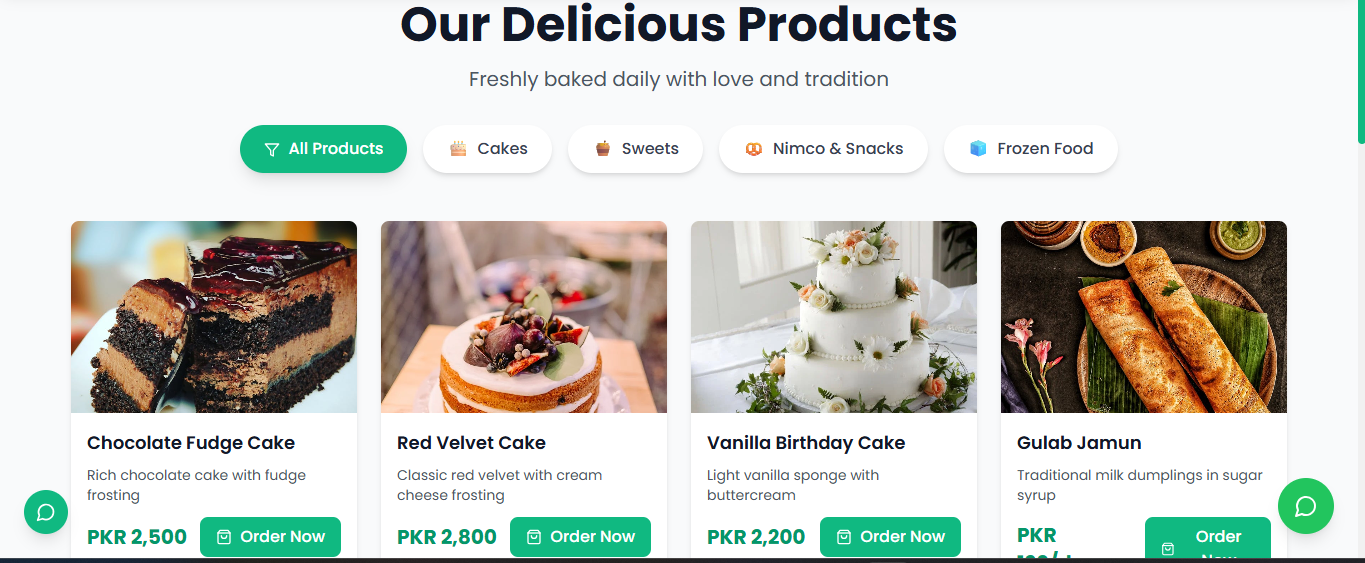 Our Delicious Products
Freshly baked daily with love and tradition
All Products
Cakes
Sweets
Nimco & Snacks
Frozen Food
Chocolate Fudge Cake
Rich chocolate cake with fudge
frosting
PKR 2,500
Order Now
Red Velvet Cake
Classic red velvet with cream
cheese frosting
PKR 2,800
Order Now
Vanilla Birthday Cake
Light vanilla sponge with
buttercream
PKR 2,200
Order Now
Gulab Jamun
Traditional milk dumplings in sugar
syrup
PKR
Order